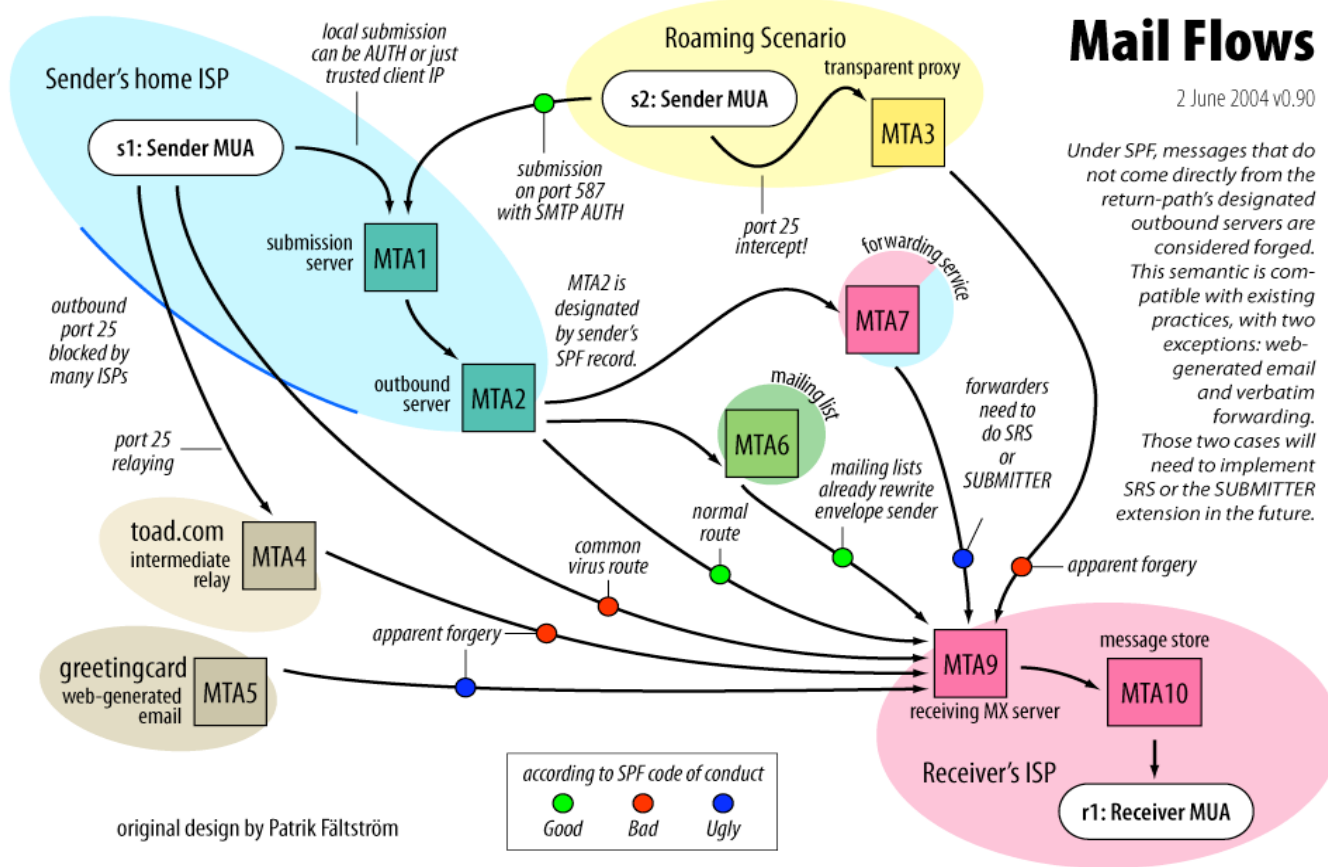 Mail Flows
2 June 2004 v0.90
Under SPF, messages that do
not come directly from the
return-path's designated
outbound servers are
considered forged.
This semantic is com-
patible with existing
practices, with two
exceptions: web-
generated email
and verbatim
forwarding.
Those two cases will
need to implement
SRS or the SUBMITTER
extension in the future.
Sender's home ISP
local submission
can be AUTH or just
trusted client IP
s1: Sender MUA
Roaming Scenario
s2: Sender MUA
transparent proxy
MTA3
submission
on port 587
with SMTP AUTH
port 25
intercept!
submission
server
MTA1
outbound
port 25
blocked by
many ISPs
MTA2 is
designated
by sender's
SPF record.
outbound
server
MTA2
forwarding service
MTA7
mailing list
MTA6
forwarders
need to
do SRS
or
SUBMITTER
mailing lists
already rewrite
envelope sender
port 25
relaying
normal
route
common
virus route
toad.com
intermediate
relay
MTA4
apparent forgery
apparent forgery
greetingcard
web-generated
email
MTA5
MTA9
receiving MX server
message store
MTA10
Receiver's ISP
r1: Receiver MUA
according to SPF code of conduct
Good
Bad
Ugly
original design by Patrik Fältström